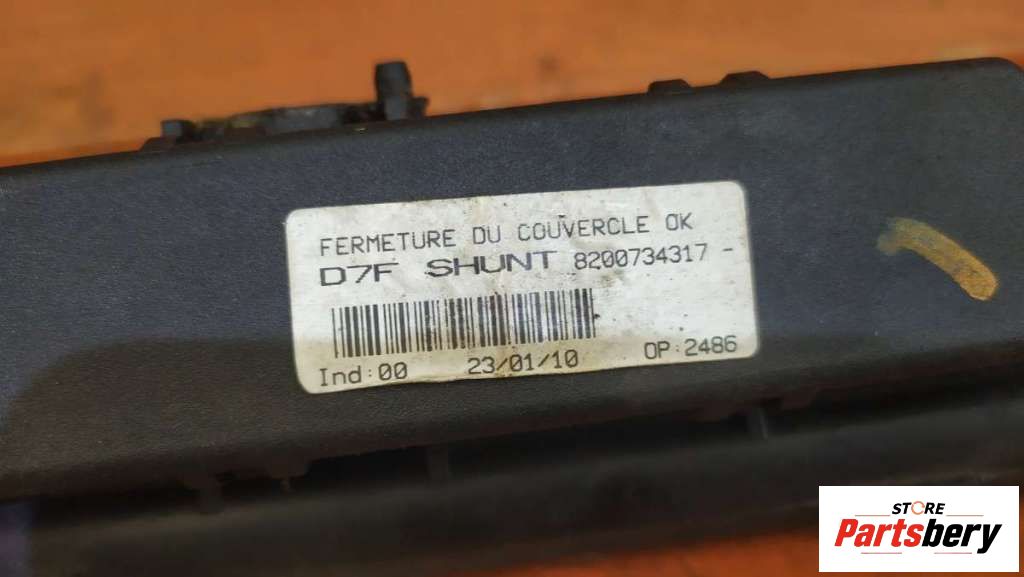 FERMETURE DU COUVERCLE OK
D7F SHUNT 8200734317 -
Ind:00 23/01/10 OP:2486
STORE
Partsbery